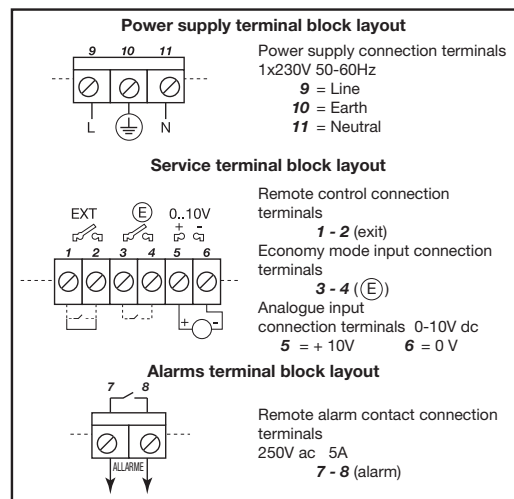 Power supply terminal block layout
9 10 11
L N
Power supply connection terminals
1x230V 50-60Hz
9 = Line
10 = Earth
11 = Neutral
Service terminal block layout
EXT E 0..10V
+ -
1 2 3 4 5 6
+ -
Remote control connection
terminals
1 - 2 (exit)
Economy mode input connection
terminals
3 - 4 (E)
Analogue input
connection terminals 0-10V dc
5 = + 10V 6 = 0 V
Alarms terminal block layout
7 8
ALLARME
Remote alarm contact connection
terminals
250V ac 5A
7 - 8 (alarm)